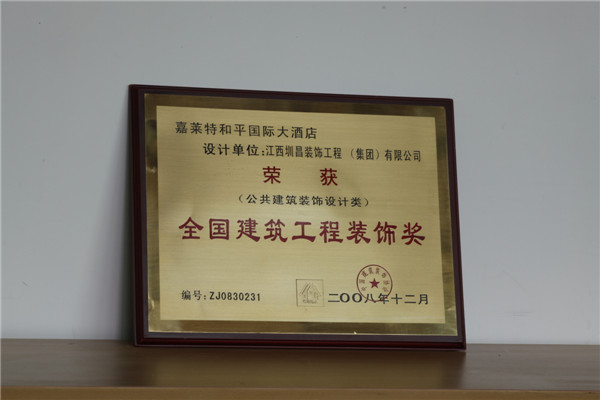 嘉莱特和平国际大酒店
设计单位:江西圳昌装饰工程（集团）有限公司
荣获
（公共建筑装饰设计类）
全国建筑工程装饰奖
编号:ZJ0830231
二〇〇八年十二月